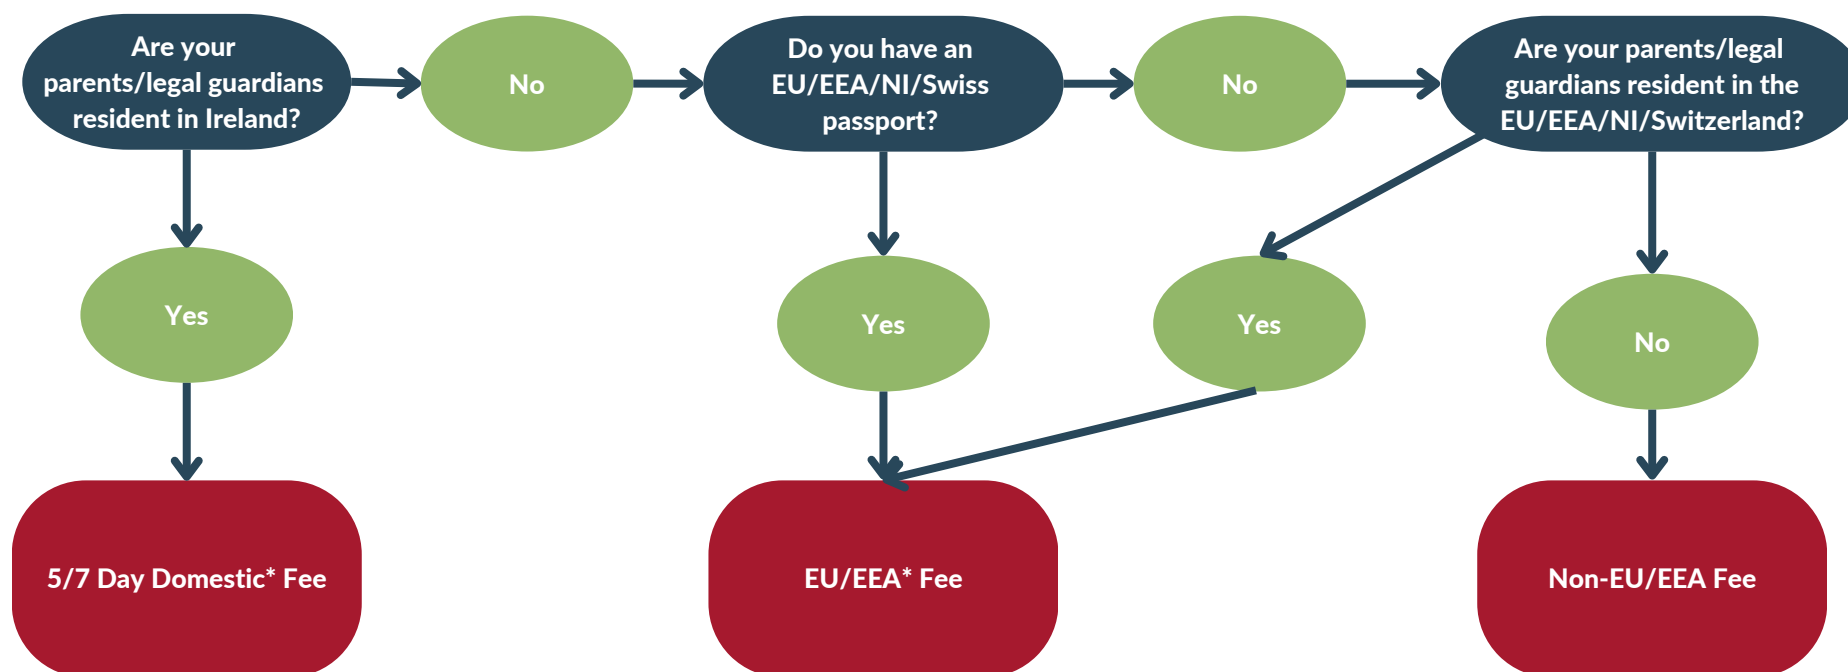 Are your
parents/legal guardians
resident in Ireland?
No
Do you have an
EU/EEA/NI/Swiss
passport?
No
Are your parents/legal
guardians resident in the
EU/EEA/NI/Switzerland?
Yes
Yes
Yes
No
5/7 Day Domestic* Fee
EU/EEA* Fee
Non-EU/EEA Fee